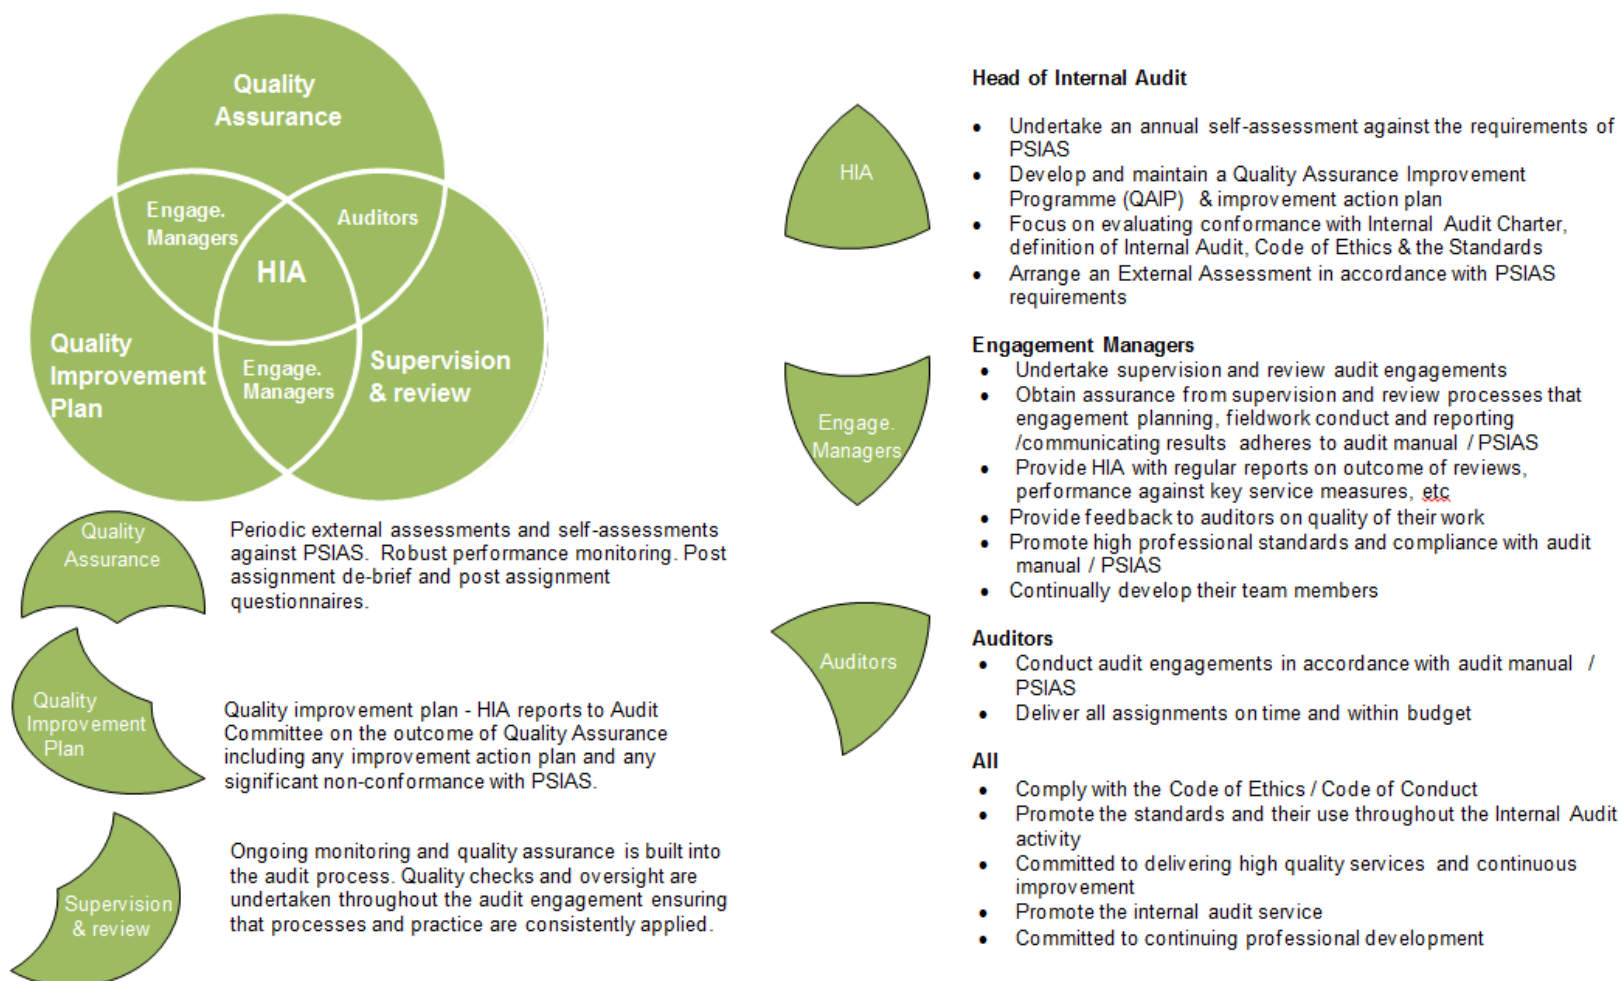 Quality
Assurance
Engage.
Managers
Auditors
HIA
Quality
Improvement
Plan
Engage.
Managers
Supervision
& review
Quality
Assurance
Periodic external assessments and self-assessments
against PSIAS. Robust performance monitoring. Post
assignment de-brief and post assignment
questionnaires.
Quality
Improvement
Plan
Quality improvement plan - HIA reports to Audit
Committee on the outcome of Quality Assurance
including any improvement action plan and any
significant non-conformance with PSIAS.
Supervision
& review
Ongoing monitoring and quality assurance is built into
the audit process. Quality checks and oversight are
undertaken throughout the audit engagement ensuring
that processes and practice are consistently applied.
HIA
Head of Internal Audit
• Undertake an annual self-assessment against the requirements of
PSIAS
• Develop and maintain a Quality Assurance Improvement
Programme (QAIP) & improvement action plan
• Focus on evaluating conformance with Internal Audit Charter,
definition of Internal Audit, Code of Ethics & the Standards
• Arrange an External Assessment in accordance with PSIAS
requirements
Engage.
Managers
Engagement Managers
• Undertake supervision and review audit engagements
• Obtain assurance from supervision and review processes that
engagement planning, fieldwork conduct and reporting
/communicating results adheres to audit manual / PSIAS
• Provide HIA with regular reports on outcome of reviews,
performance against key service measures, etc
• Provide feedback to auditors on quality of their work
• Promote high professional standards and compliance with audit
manual / PSIAS
• Continually develop their team members
Auditors
Auditors
• Conduct audit engagements in accordance with audit manual /
PSIAS
• Deliver all assignments on time and within budget
All
• Comply with the Code of Ethics / Code of Conduct
• Promote the standards and their use throughout the Internal Audit
activity
• Committed to delivering high quality services and continuous
improvement
• Promote the internal audit service
• Committed to continuing professional development